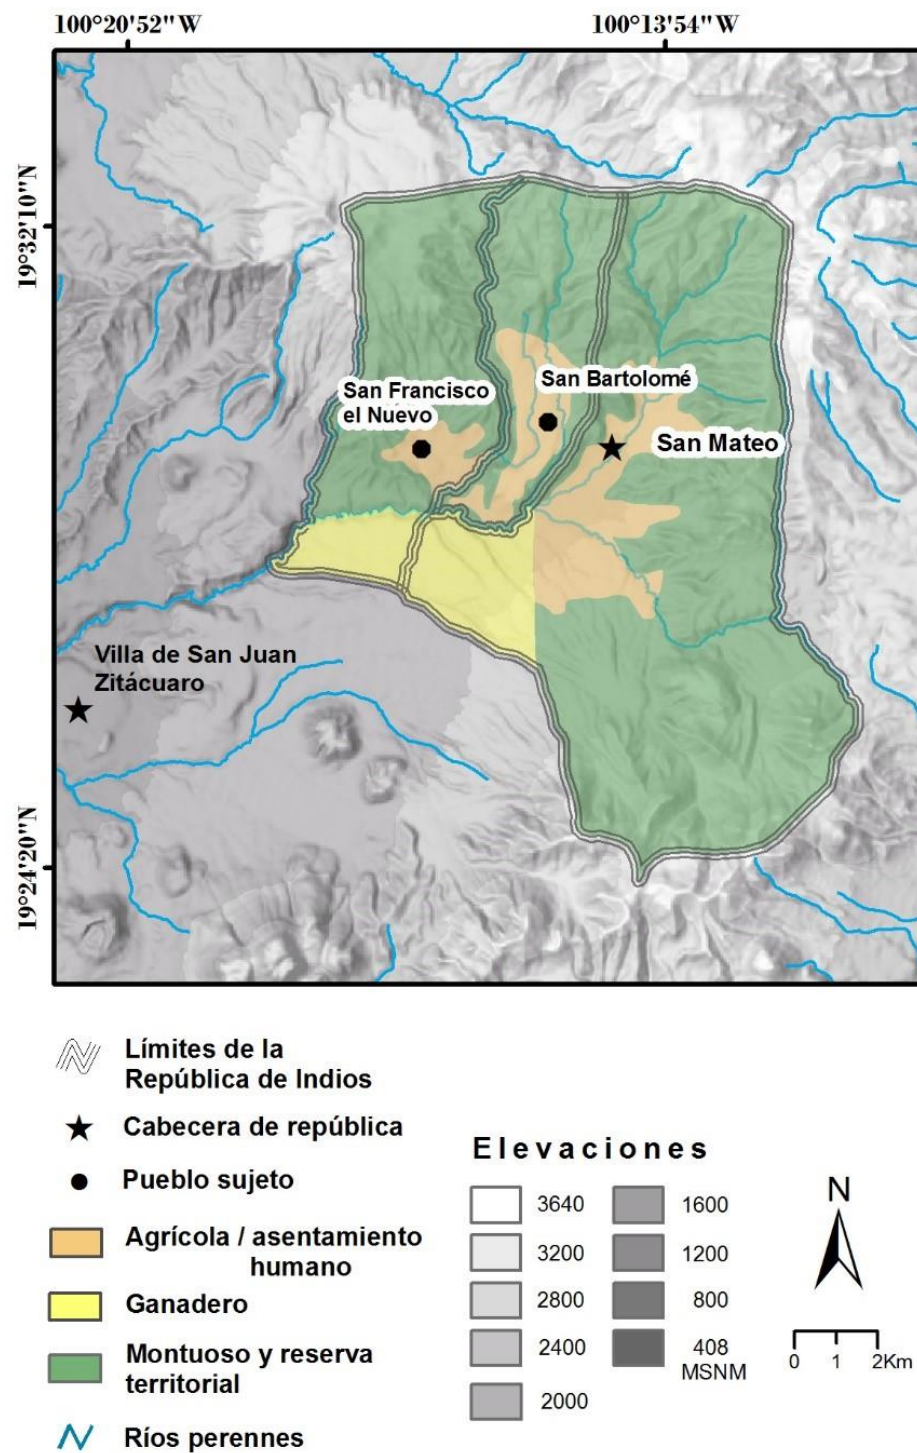 100°20'52"W
100°13'54"W
19°32'10"N
San Francisco
el Nuevo
San Bartolomé
San Mateo
Villa de San Juan
Zitácuaro
19°24'20"N
Límites de la
República de Indios
Cabecera de república
Pueblo sujeto
Agrícola / asentamiento
humano
Ganadero
Montuoso y reserva
territorial
Ríos perennes
Elevaciones
3640
3200
2800
2400
2000
1600
1200
800
408
MSNM
N
0 1 2Km